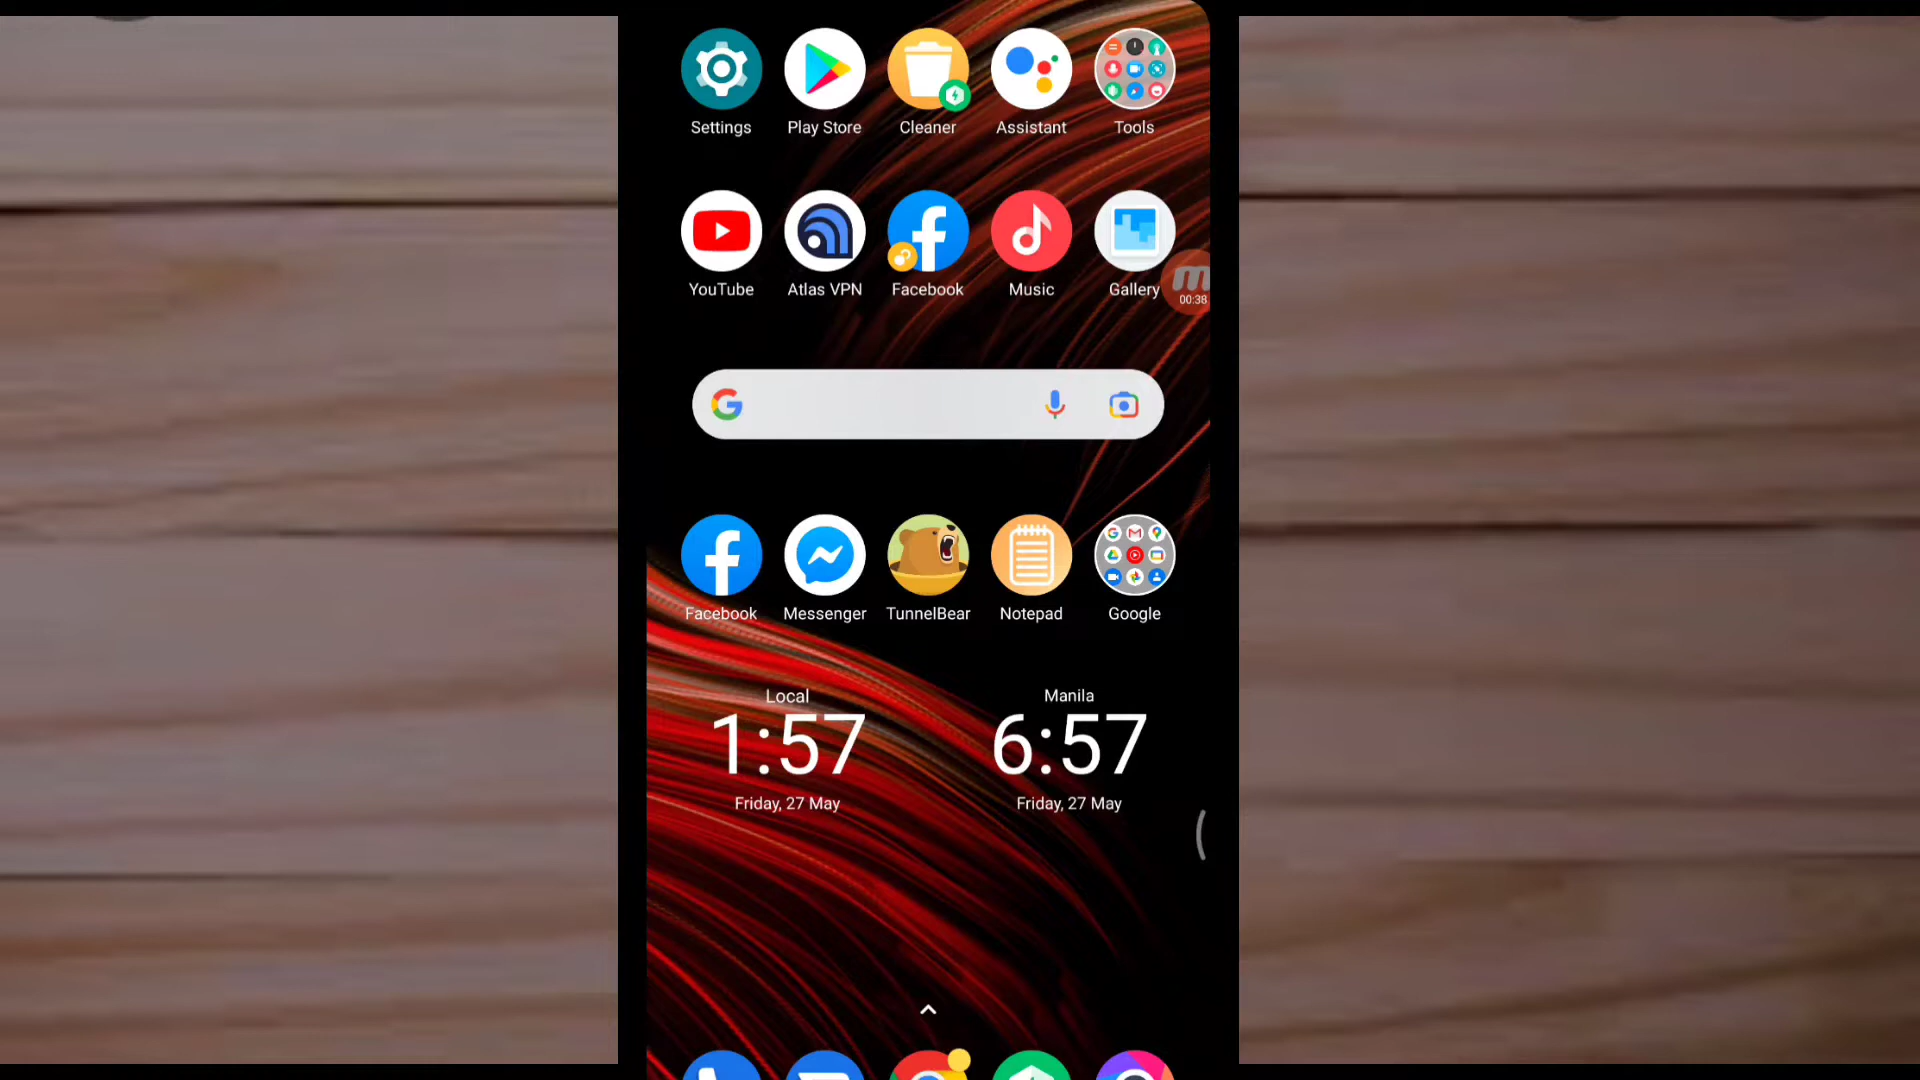 Settings Play Store Cleaner Assistant Tools
YouTube Atlas VPN Facebook Music Gallery
00:38
Facebook Messenger TunnelBear Notepad Google
Local Manila
1:57 6:57
Friday, 27 May Friday, 27 May